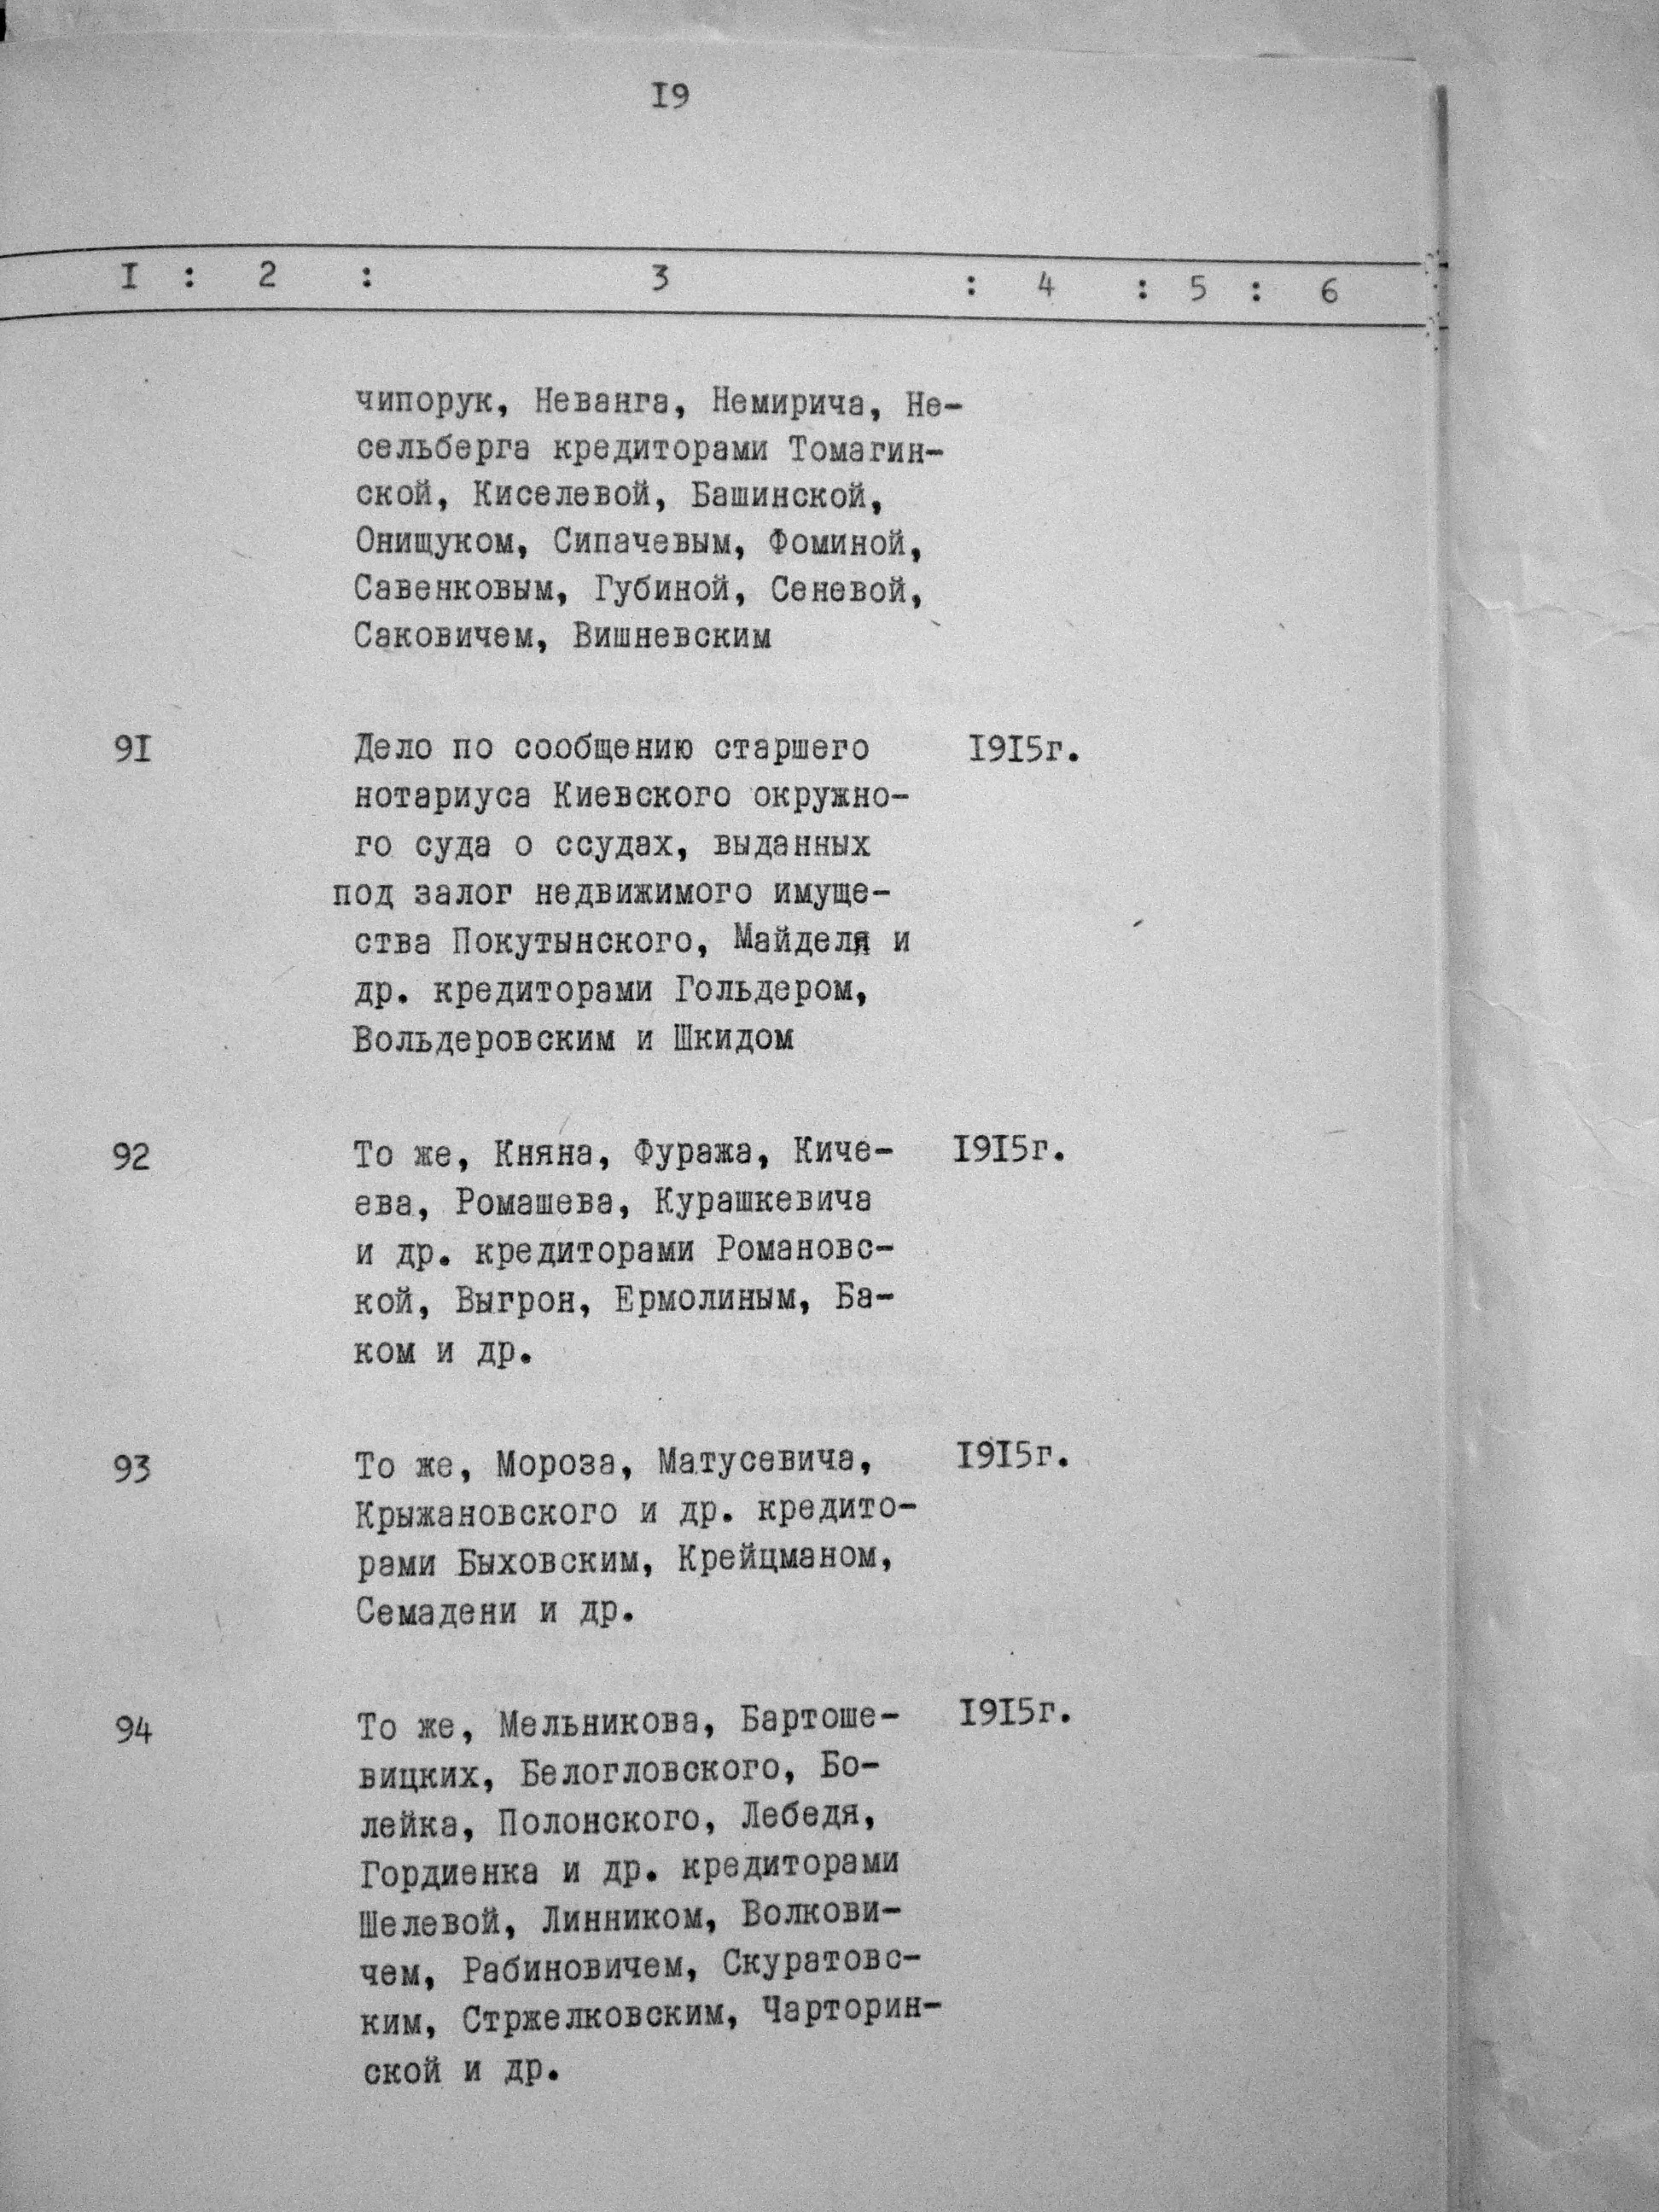 I9
I : 2 : 3 : 4 : 5 : 6
чипорук, Неванга, Немирича, Не-
сельберга кредиторами Томагин-
ской, Киселевой, Башинской,
Онищуком, Сипачевым, Фоминой,
Савенковым, Губиной, Сеневой,
Саковичем, Вишневским
9I Дело по сообщению старшего I9I5г.
нотариуса Киевского окружно-
го суда о ссудах, выданных
под залог недвижимого имуще-
ства Покутынского, Майделя и
др. кредиторами Гольдером,
Вольдеровским и Шкидом
92 То же, Княна, Фуража, Киче- I9I5г.
ева, Ромашева, Курашкевича
и др. кредиторами Романовс-
кой, Выгрон, Ермолиным, Ба-
ком и др.
93 То же, Мороза, Матусевича, I9I5г.
Крыжановского и др. кредито-
рами Быховским, Крейцманом,
Семадени и др.
94 То же, Мельникова, Бартоше- I9I5г.
вицких, Белогловского, Бо-
лейка, Полонского, Лебедя,
Гордиенка и др. кредиторами
Шелевой, Линником, Волкови-
чем, Рабиновичем, Скуратовс-
ким, Стржелковским, Чарторин-
ской и др.